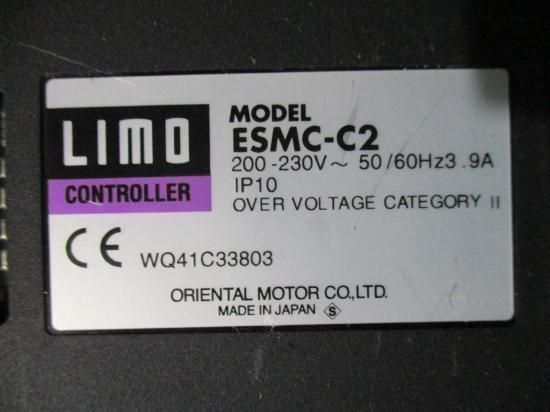 LIMO
CONTROLLER
MODEL
ESMC-C2
200-230V～ 50/60Hz3.9A
IP10
OVER VOLTAGE CATEGORY II
CE WQ41C33803
ORIENTAL MOTOR CO.,LTD.
MADE IN JAPAN S